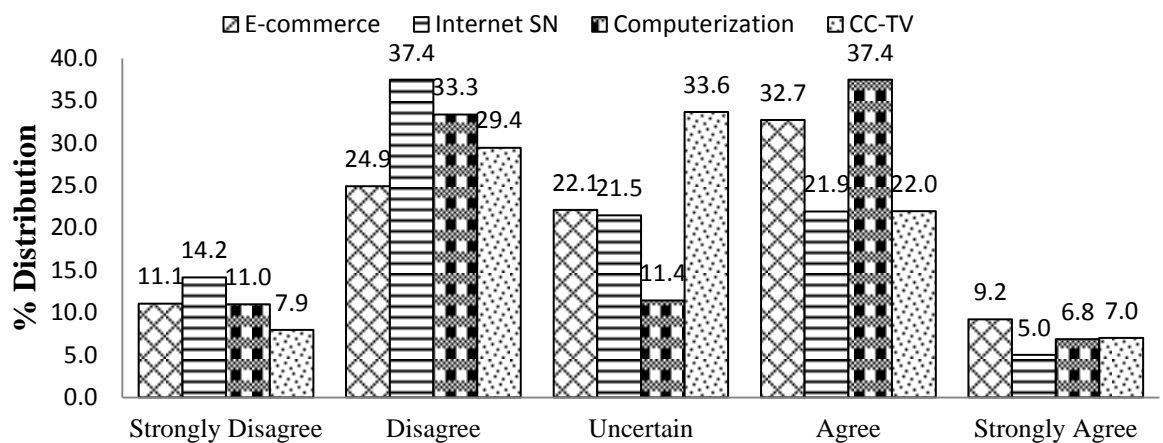 E-commerce Internet SN Computerization CC-TV
% Distribution
40.0
35.0
30.0
25.0
20.0
15.0
10.0
5.0
0.0
11.1 14.2 11.0 7.9
24.9 37.4 33.3 29.4
22.1 21.5 11.4 33.6
32.7 21.9 37.4 22.0
9.2 5.0 6.8 7.0
Strongly Disagree Disagree Uncertain Agree Strongly Agree